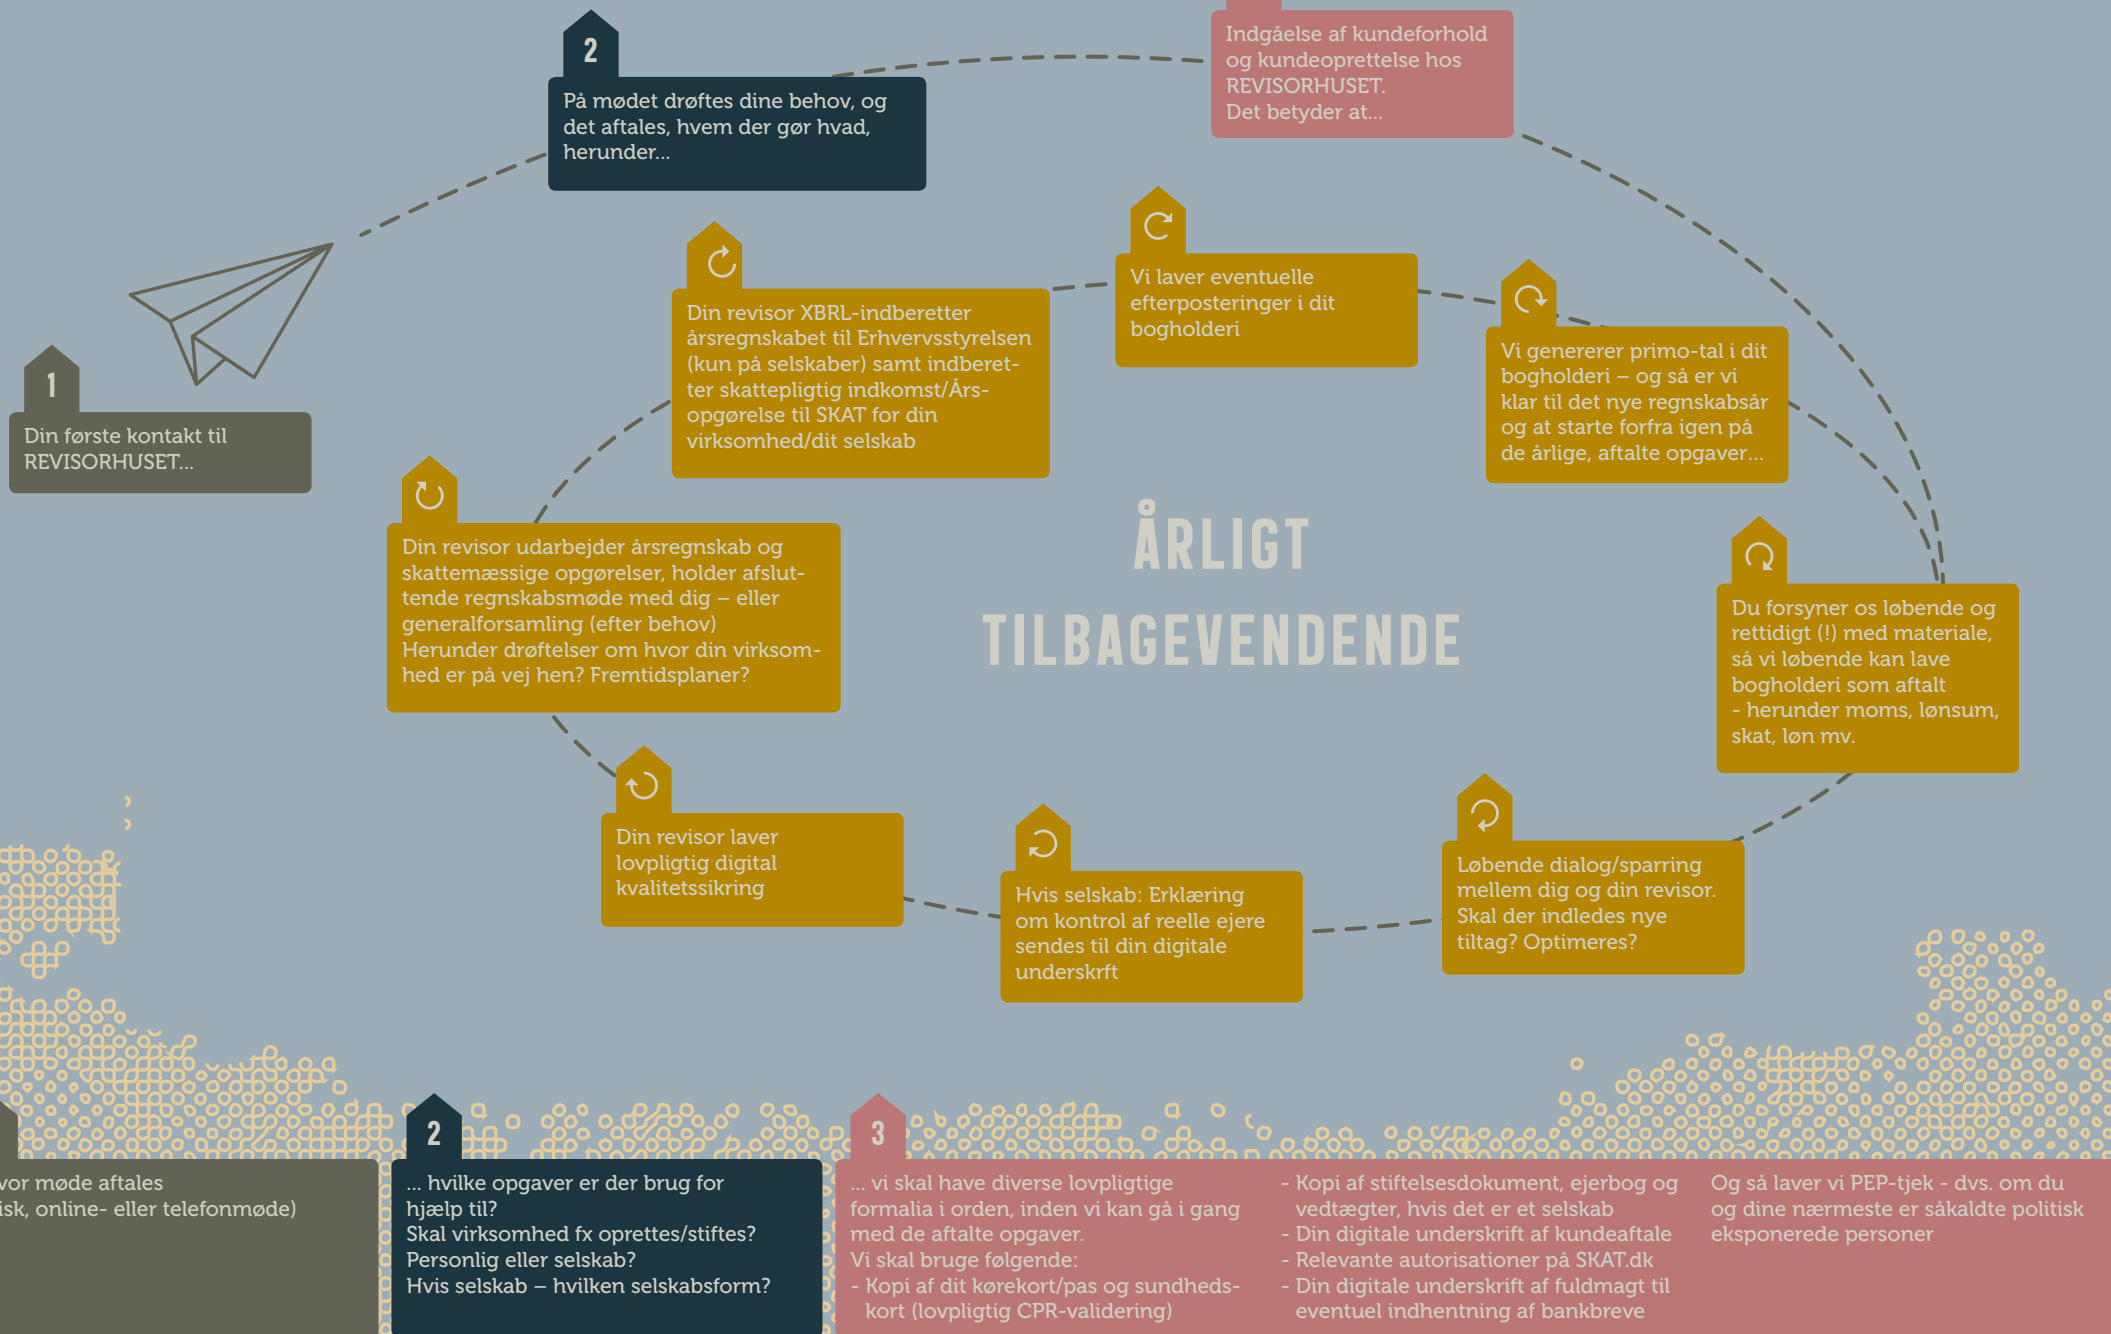 2
På mødet drøftes dine behov, og
det aftales, hvem der gør hvad,
herunder...
Indgåelse af kundeforhold
og kundeoprettelse hos
REVISORHUSET.
Det betyder at...
1
Din første kontakt til
REVISORHUSET...
Din revisor XBRL-indberetter
årsregnskabet til Erhvervsstyrelsen
(kun på selskaber) samt indberet-
ter skattepligtig indkomst/Års-
opgørelse til SKAT for din
virksomhed/dit selskab
Vi laver eventuelle
efterposteringer i dit
bogholderi
Vi genererer primo-tal i dit
bogholderi – og så er vi
klar til det nye regnskabsår
og at starte forfra igen på
de årlige, aftalte opgaver...
ÅRLIGT
TILBAGEVENDENDE
Din revisor udarbejder årsregnskab og
skattemæssige opgørelser, holder afslut-
tende regnskabsmøde med dig – eller
generalforsamling (efter behov)
Herunder drøftelser om hvor din virksom-
hed er på vej hen? Fremtidsplaner?
Du forsyner os løbende og
rettidigt (!) med materiale,
så vi løbende kan lave
bogholderi som aftalt
- herunder moms, lønsum,
skat, løn mv.
Din revisor laver
lovpligtig digital
kvalitetssikring
Hvis selskab: Erklæring
om kontrol af reelle ejere
sendes til din digitale
underskrft
Løbende dialog/sparring
mellem dig og din revisor.
Skal der indledes nye
tiltag? Optimeres?
vor møde aftales
isk, online- eller telefonmøde)
2
... hvilke opgaver er der brug for
hjælp til?
Skal virksomhed fx oprettes/stiftes?
Personlig eller selskab?
Hvis selskab – hvilken selskabsform?
3
... vi skal have diverse lovpligtige
formalia i orden, inden vi kan gå i gang
med de aftalte opgaver.
Vi skal bruge følgende:
- Kopi af dit kørekort/pas og sundheds-
kort (lovpligtig CPR-validering)
- Kopi af stiftelsesdokument, ejerbog og
vedtægter, hvis det er et selskab
- Din digitale underskrift af kundeaftale
- Relevante autorisationer på SKAT.dk
- Din digitale underskrift af fuldmagt til
eventuel indhentning af bankbreve
Og så laver vi PEP-tjek - dvs. om du
og dine nærmeste er såkaldte politisk
eksponerede personer